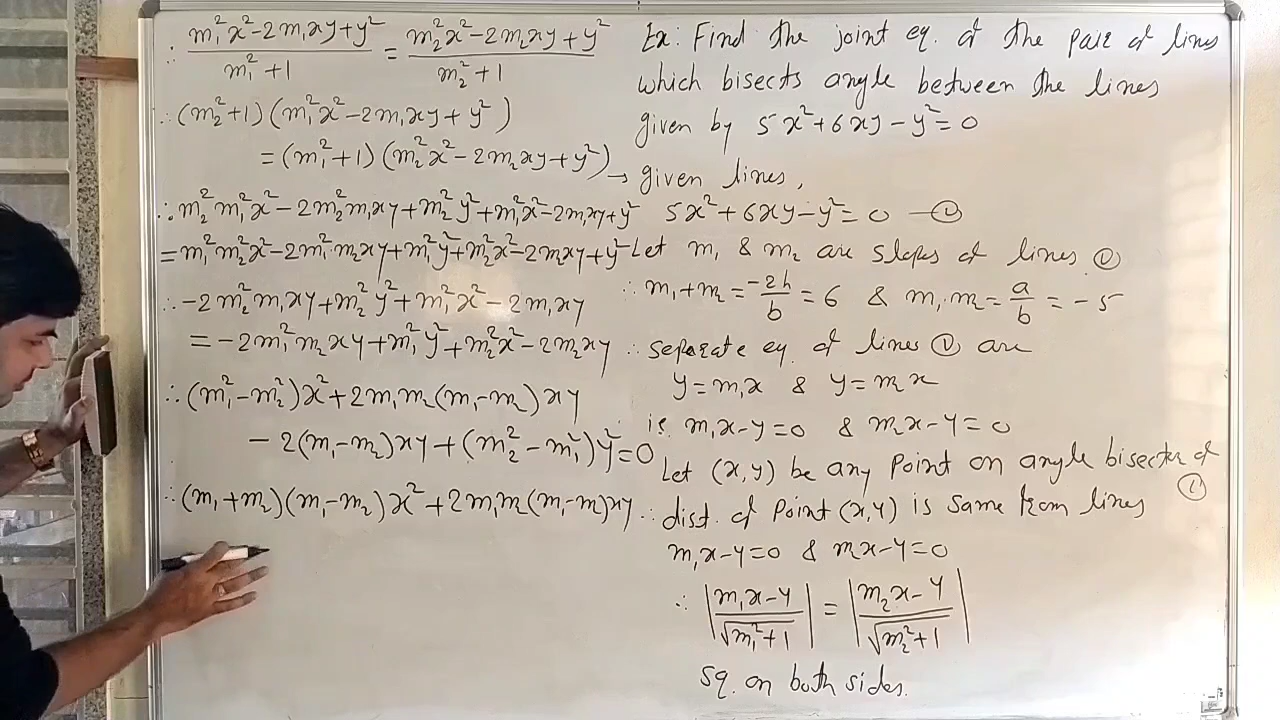 Ex: Find the joint eq. of the pair of lines
which bisects angle between the lines
given by 5x²+6xy-y²=0
→ given lines,
5x²+6xy-y²=0 —①
Let m₁ & m₂ are slopes of lines ①
∴ m₁+m₂ = -2h/b = 6 & m₁.m₂ = a/b = -5
∴ separate eq. of lines ① are
y=m₁x & y=m₂x
i.e. m₁x-y=0 & m₂x-y=0
Let (x,y) be any point on angle bisector of ①
∴ dist. of point (x,y) is same from lines
m₁x-y=0 & m₂x-y=0
∴ |(m₁x-y)/√(m₁²+1)| = |(m₂x-y)/√(m₂²+1)|
sq. on both sides.
∴ (m₁²x²-2m₁xy+y²)/(m₁²+1) = (m₂²x²-2m₂xy+y²)/(m₂²+1)
∴ (m₂²+1)(m₁²x²-2m₁xy+y²)
=(m₁²+1)(m₂²x²-2m₂xy+y²)
∴ m₂²m₁²x²-2m₂²m₁xy+m₂²y²+m₁²x²-2m₁xy+y²
=m₁²m₂²x²-2m₁²m₂xy+m₁²y²+m₂²x²-2m₂xy+y²
∴ -2m₂²m₁xy+m₂²y²+m₁²x²-2m₁xy
=-2m₁²m₂xy+m₁²y²+m₂²x²-2m₂xy
∴ (m₁²-m₂²)x²+2m₁m₂(m₁-m₂)xy
-2(m₁-m₂)xy+(m₂²-m₁²)y²=0
∴ (m₁+m₂)(m₁-m₂)x²+2m₁m₂(m₁-m₂)xy